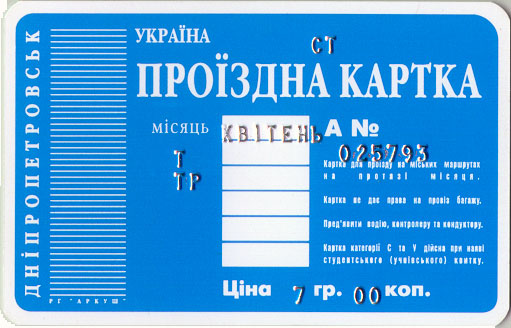 ДНІПРОПЕТРОВСЬК
УКРАЇНА
СТ
ПРОЇЗДНА КАРТКА
місяць КВІТЕНЬ А №
025793
Т
ТР
Картка для проїзду на міських маршрутах
на протязі місяця.
Картка не дає права на провіз багажу.
Пред'явити водію, контролеру та кондуктору.
Картка категорії С та У дійсна при наяві
студентського (учнівського) квитку.
Ціна 7 гр. 00 коп.
РГ "АРКУШ"